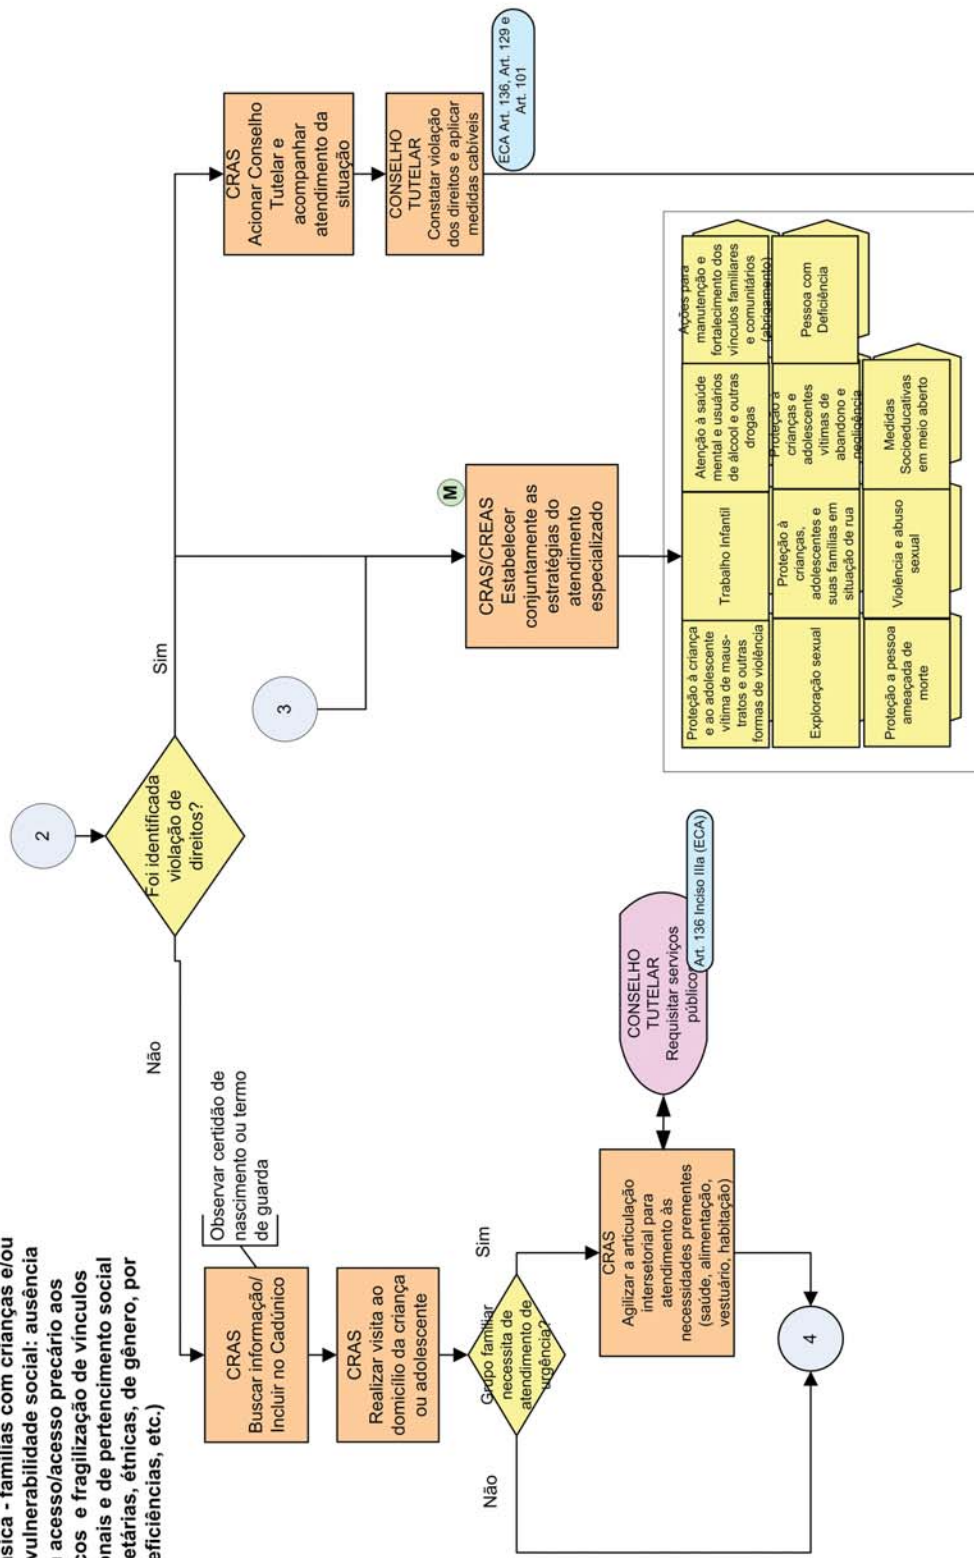 sica - famílias com crianças e/ou
vulnerabilidade social: ausência
acesso/acesso precário aos
cos e fragilização de vínculos
onais e de pertencimento social
etárias, étnicas, de gênero, por
eficiências, etc.)
2
Foi identificada
violação de
direitos?
Não
Sim
3
CRAS
Buscar informação/
Incluir no Cadúnico
Observar certidão de
nascimento ou termo
de guarda
CRAS
Realizar visita ao
domicílio da criança
ou adolescente
Grupo familiar
necessita de
atendimento de
urgência?
Não
Sim
CRAS
Agilizar a articulação
intersetorial para
atendimento às
necessidades prementes
(saúde, alimentação,
vestuário, habitação)
CONSELHO
TUTELAR
Requisitar serviços
público
Art. 136 Inciso IIIa (ECA)
4
M
CRAS/CREAS
Estabelecer
conjuntamente as
estratégias do
atendimento
especializado
CRAS
Acionar Conselho
Tutelar e
acompanhar
atendimento da
situação
CONSELHO
TUTELAR
Constatar violação
dos direitos e aplicar
medidas cabíveis
ECA Art. 136, Art. 129 e
Art. 101
Proteção à criança
e ao adolescente
vítima de maus-
tratos e outras
formas de violência
Trabalho Infantil
Atenção à saúde
mental e usuários
de álcool e outras
drogas
Ações para
manutenção e
fortalecimento dos
vínculos familiares
e comunitários
(abrigamento)
Exploração sexual
Proteção à
crianças,
adolescentes e
suas famílias em
situação de rua
Proteção à
crianças e
adolescentes
vítimas de
abandono e
negligência
Pessoa com
Deficiência
Proteção a pessoa
ameaçada de
morte
Violência e abuso
sexual
Medidas
Socioeducativas
em meio aberto